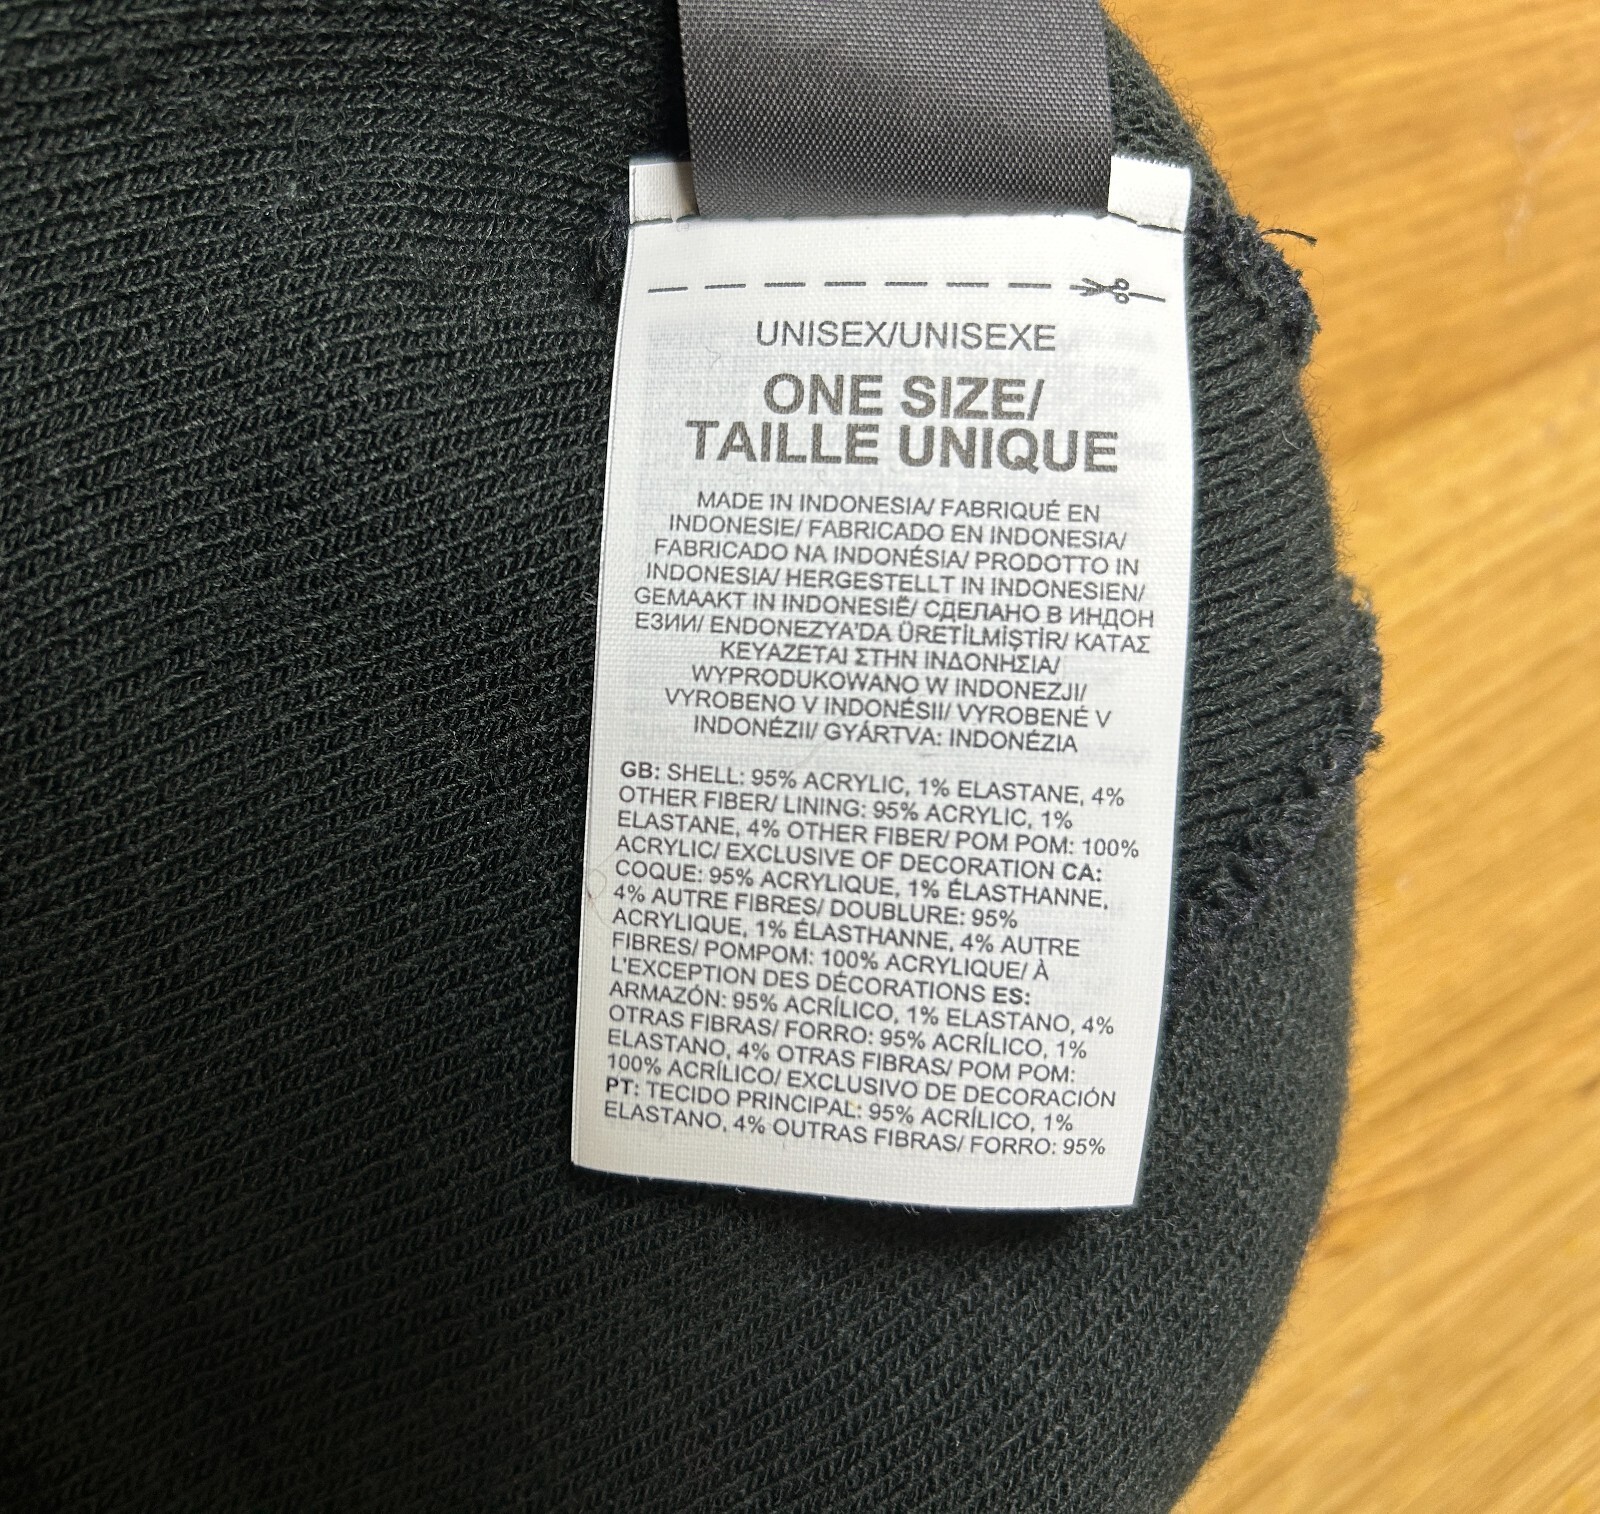 UNISEX/UNISEXE
ONE SIZE/
TAILLE UNIQUE
MADE IN INDONESIA/ FABRIQUÉ EN
INDONESIE/ FABRICADO EN INDONESIA/
FABRICADO NA INDONÉSIA/ PRODOTTO IN
INDONESIA/ HERGESTELLT IN INDONESIEN/
GEMAAKT IN INDONESIË/ СДЕЛАНО В ИНДОН
ЕЗИИ/ ENDONEZYA'DA ÜRETİLMİŞTİR/ ΚΑΤΑΣ
ΚΕΥΑΖΕΤΑΙ ΣΤΗΝ ΙΝΔΟΝΗΣΙΑ/
WYPRODUKOWANO W INDONEZJI/
VYROBENO V INDONÉSII/ VYROBENÉ V
INDONÉZII/ GYÁRTVA: INDONÉZIA
GB: SHELL: 95% ACRYLIC, 1% ELASTANE, 4%
OTHER FIBER/ LINING: 95% ACRYLIC, 1%
ELASTANE, 4% OTHER FIBER/ POM POM: 100%
ACRYLIC/ EXCLUSIVE OF DECORATION CA:
COQUE: 95% ACRYLIQUE, 1% ÉLASTHANNE,
4% AUTRE FIBRES/ DOUBLURE: 95%
ACRYLIQUE, 1% ÉLASTHANNE, 4% AUTRE
FIBRES/ POMPOM: 100% ACRYLIQUE/ À
L'EXCEPTION DES DÉCORATIONS ES:
ARMAZÓN: 95% ACRÍLICO, 1% ELASTANO, 4%
OTRAS FIBRAS/ FORRO: 95% ACRÍLICO, 1%
ELASTANO, 4% OTRAS FIBRAS/ POM POM:
100% ACRÍLICO/ EXCLUSIVO DE DECORACIÓN
PT: TECIDO PRINCIPAL: 95% ACRÍLICO, 1%
ELASTANO, 4% OUTRAS FIBRAS/ FORRO: 95%